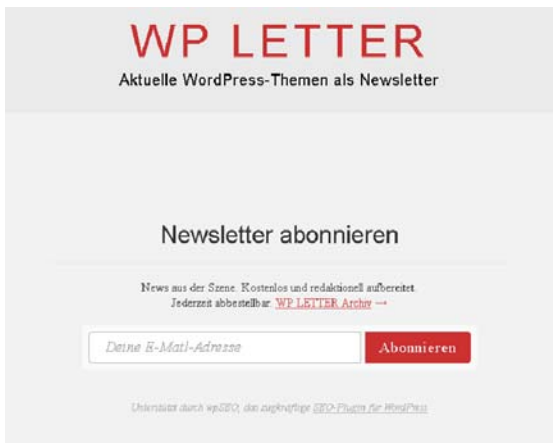 WP LETTER
Aktuelle WordPress-Themen als Newsletter
Newsletter abonnieren
News aus der Szene. Kostenlos und redaktionell aufbereitet.
Jederzeit abbestellbar. WP LETTER Archiv →
Deine E-Mail-Adresse
Abonnieren
Unterstützt durch wpSEO, das zugkräftige SEO-Plugin für WordPress